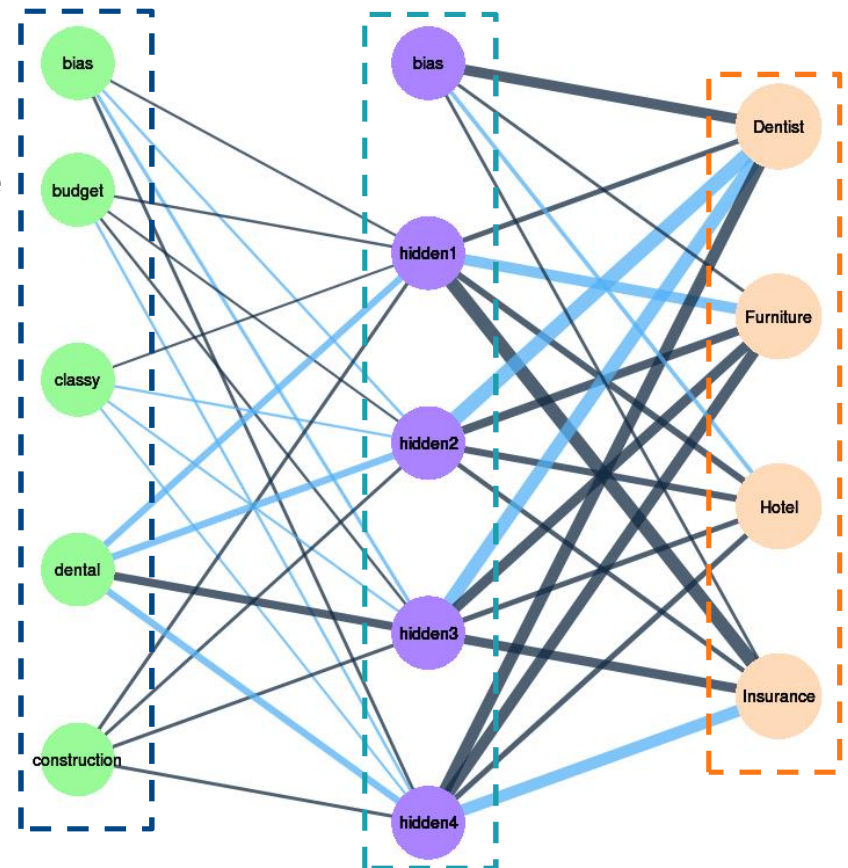 bias
budget
classy
dental
construction
bias
hidden1
hidden2
hidden3
hidden4
Dentist
Furniture
Hotel
Insurance